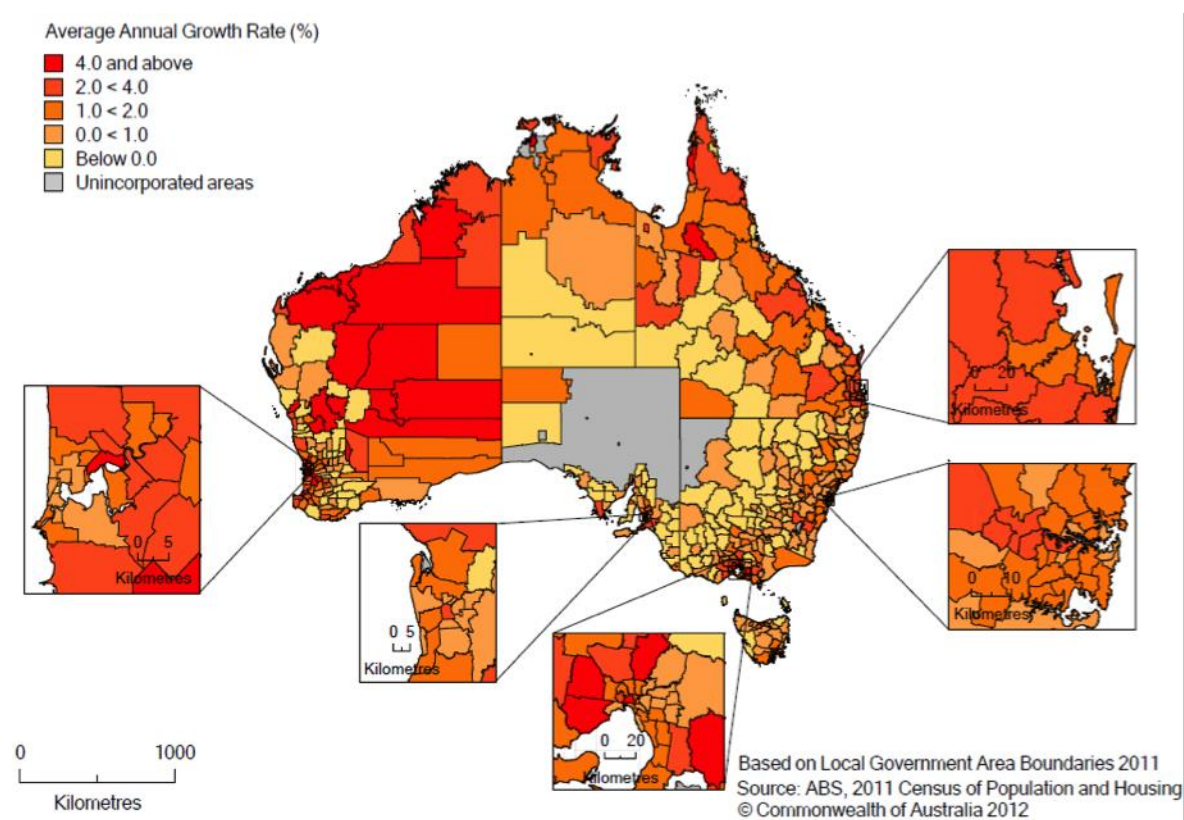 Average Annual Growth Rate (%)
4.0 and above
2.0 < 4.0
1.0 < 2.0
0.0 < 1.0
Below 0.0
Unincorporated areas
0 20
Kilometres
0 5
Kilometres
0 10
Kilometres
0 5
Kilometres
0 20
Kilometres
0 1000
Kilometres
Based on Local Government Area Boundaries 2011
Source: ABS, 2011 Census of Population and Housing
© Commonwealth of Australia 2012